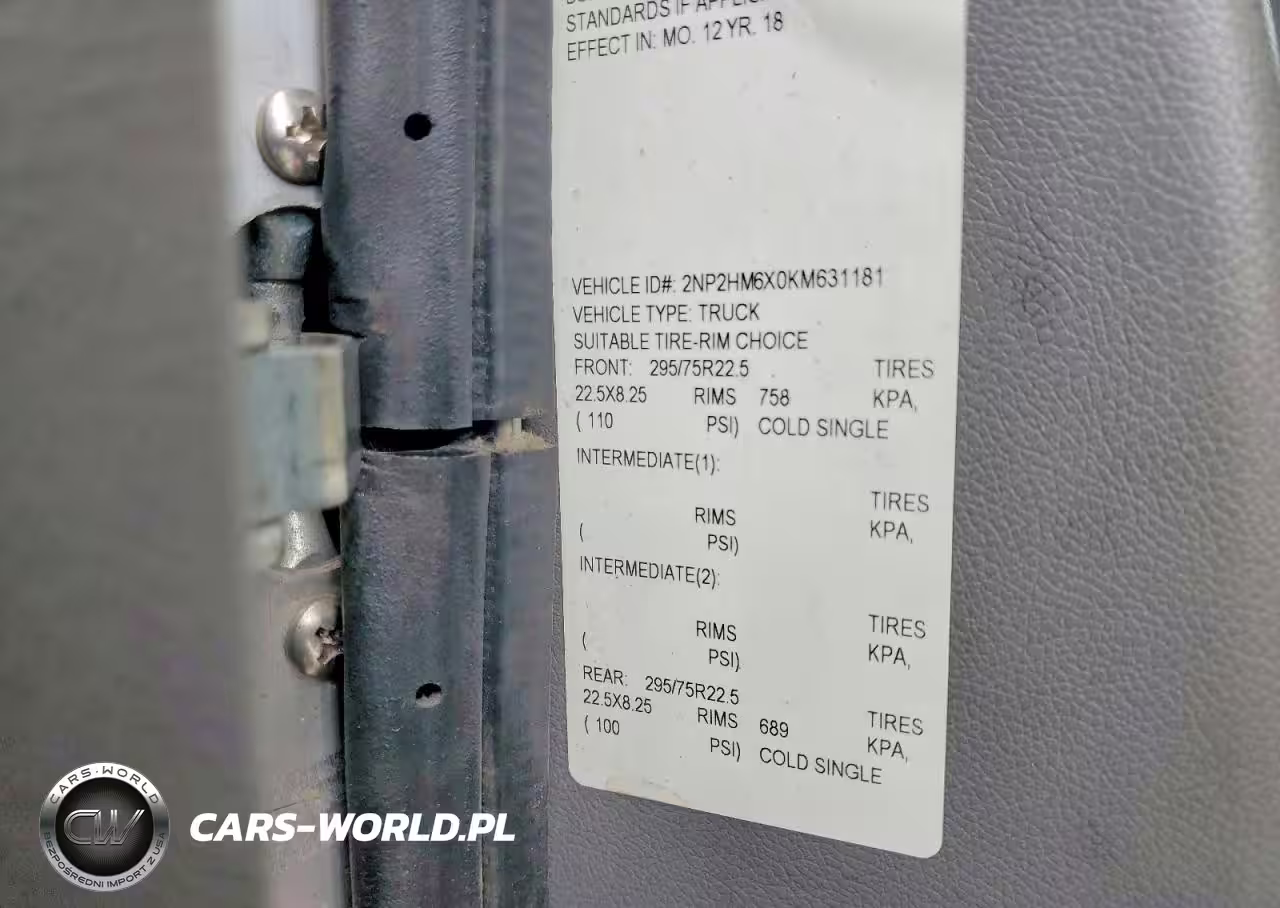 STANDARDS IF APPLIC
EFFECT IN: MO. 12 YR. 18
VEHICLE ID#: 2NP2HM6X0KM631181
VEHICLE TYPE: TRUCK
SUITABLE TIRE-RIM CHOICE
FRONT: 295/75R22.5 TIRES
22.5X8.25 RIMS 758 KPA,
( 110 PSI) COLD SINGLE
INTERMEDIATE(1):
TIRES
RIMS KPA,
( PSI)
INTERMEDIATE(2):
TIRES
RIMS KPA,
( PSI)
REAR: 295/75R22.5 TIRES
22.5X8.25 RIMS 689 KPA,
( 100 PSI) COLD SINGLE
CARS-WORLD
CW
BEZPOŚREDNI IMPORT Z USA
CARS-WORLD.PL